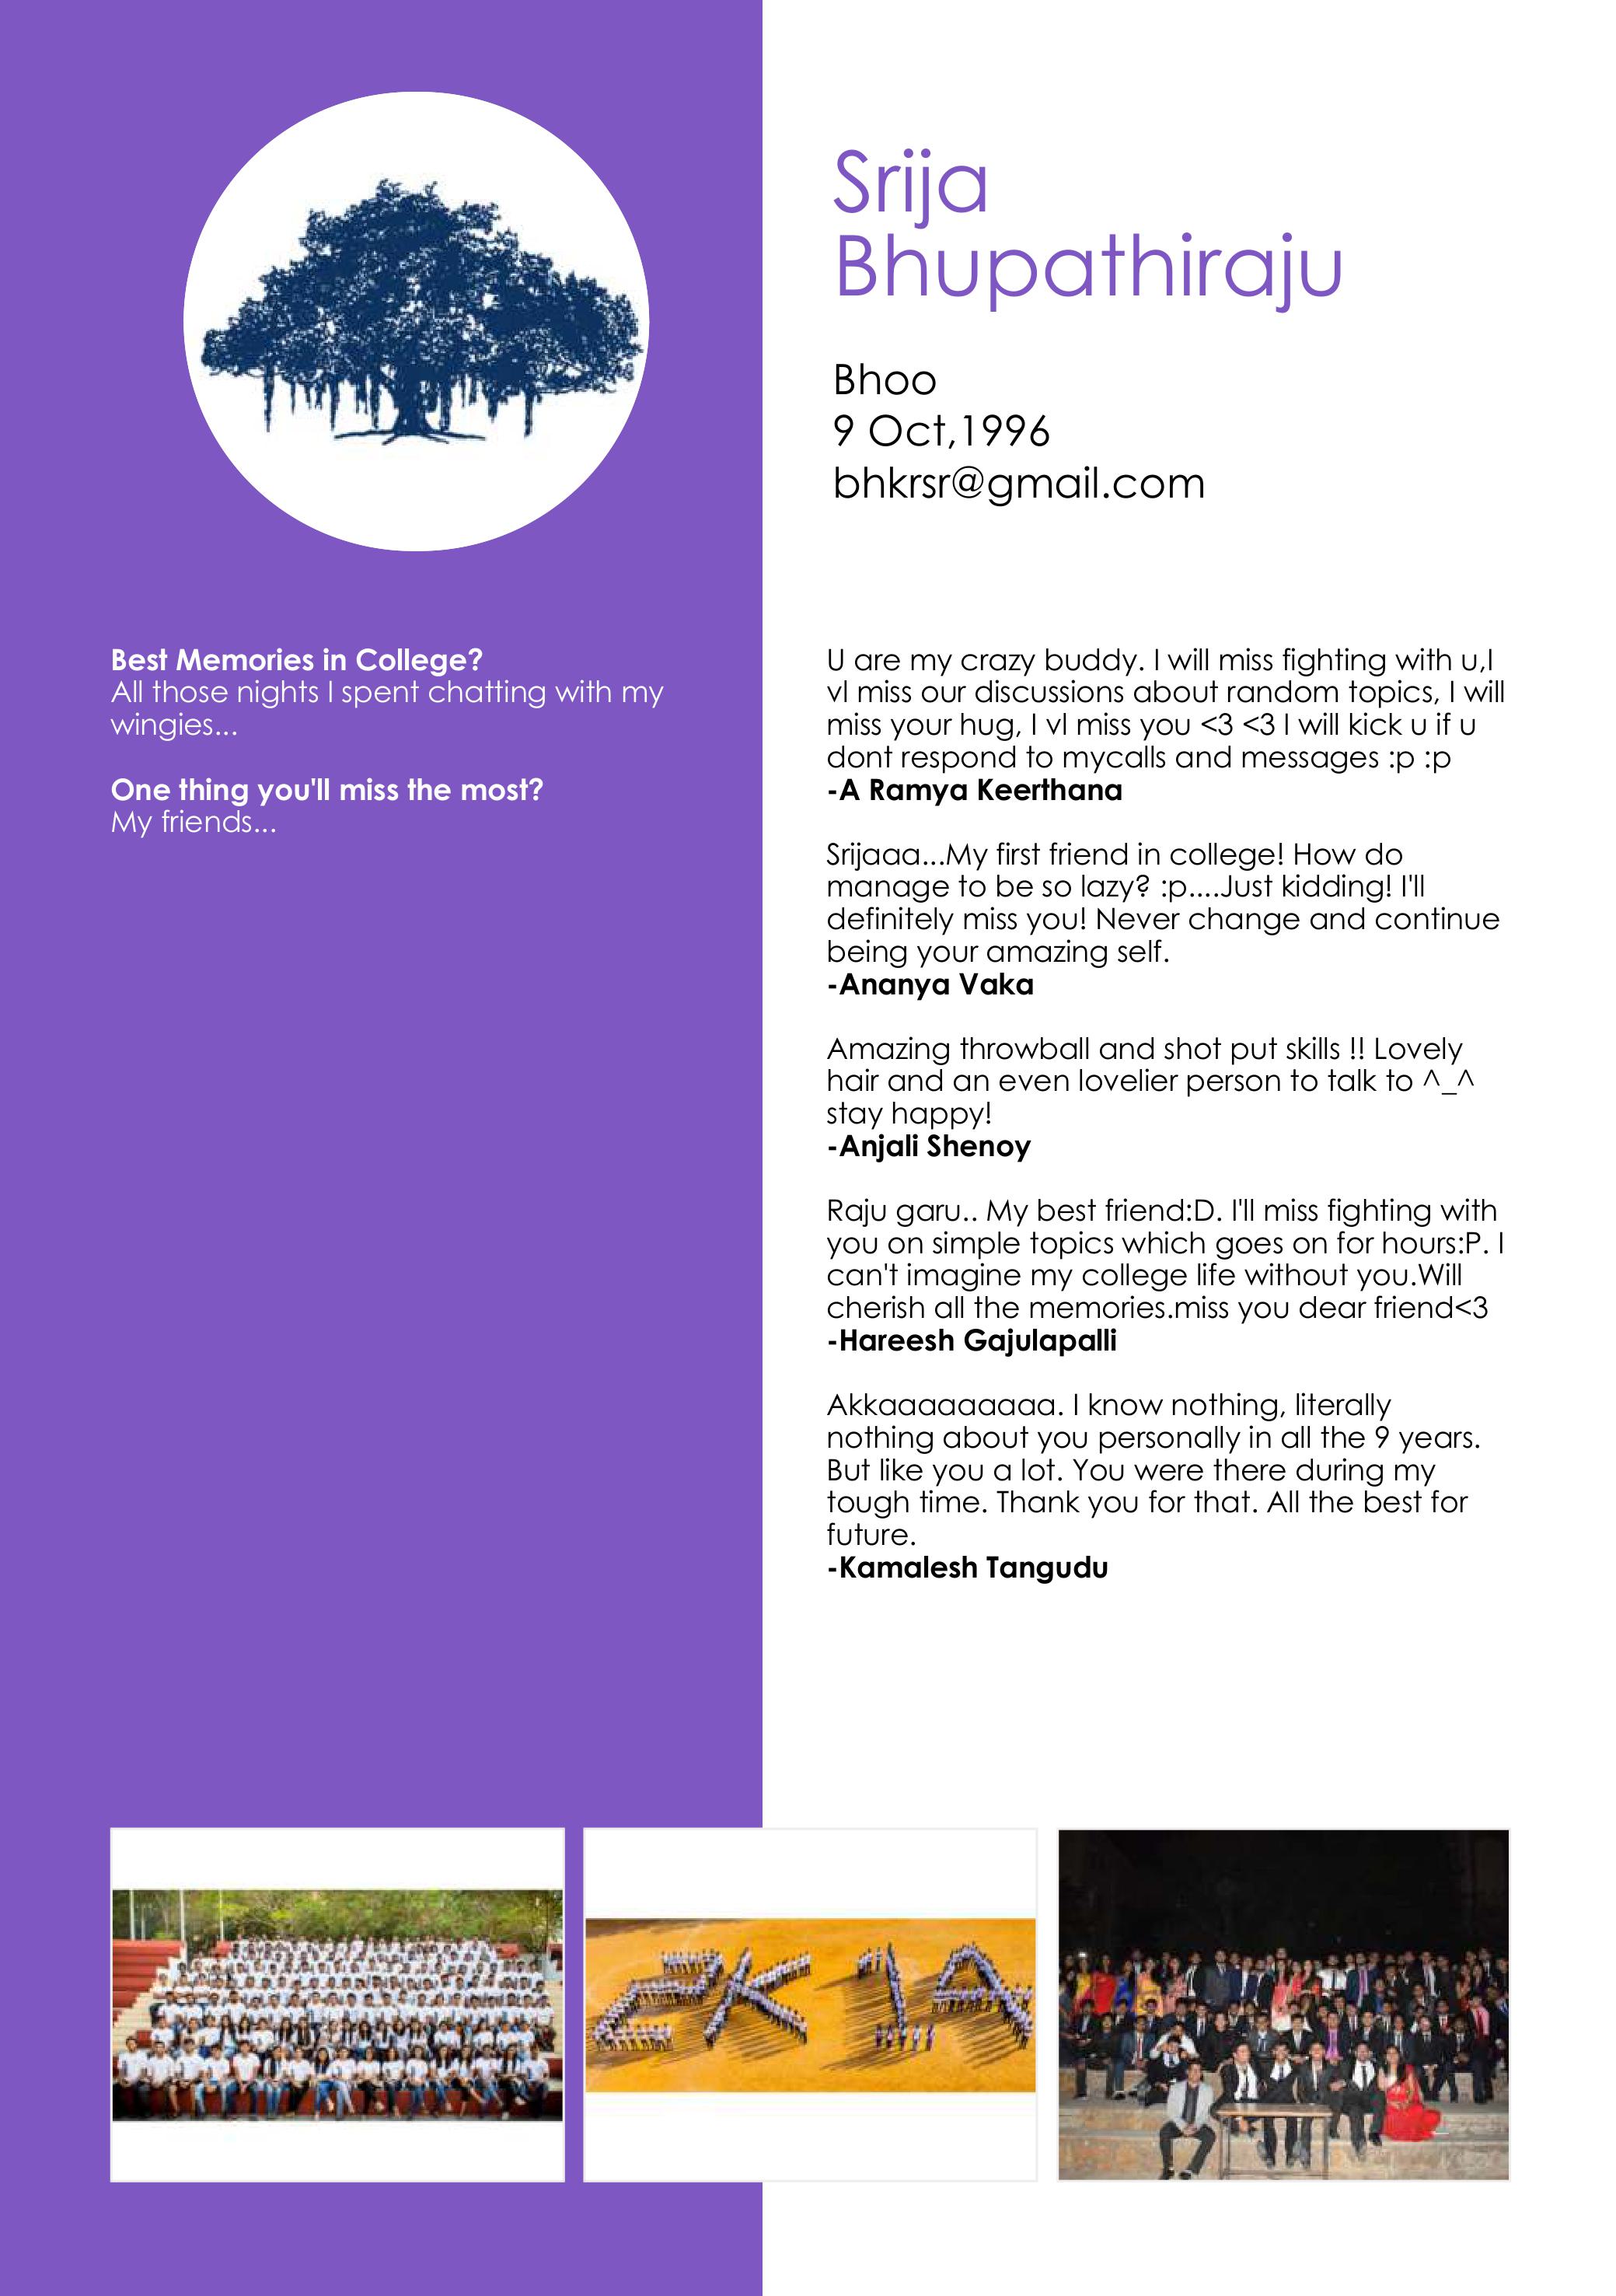 Srija
Bhupathiraju
Bhoo
9 Oct,1996
bhkrsr@gmail.com
Best Memories in College?
All those nights I spent chatting with my
wingies...
One thing you'll miss the most?
My friends...
U are my crazy buddy. I will miss fighting with u,I
vl miss our discussions about random topics, I will
miss your hug, I vl miss you <3 <3 I will kick u if u
dont respond to mycalls and messages :p :p
-A Ramya Keerthana
Srijaaa...My first friend in college! How do
manage to be so lazy? :p....Just kidding! I'll
definitely miss you! Never change and continue
being your amazing self.
-Ananya Vaka
Amazing throwball and shot put skills !! Lovely
hair and an even lovelier person to talk to ^_^
stay happy!
-Anjali Shenoy
Raju garu.. My best friend:D. I'll miss fighting with
you on simple topics which goes on for hours:P. I
can't imagine my college life without you.Will
cherish all the memories.miss you dear friend<3
-Hareesh Gajulapalli
Akkaaaaaaaaa. I know nothing, literally
nothing about you personally in all the 9 years.
But like you a lot. You were there during my
tough time. Thank you for that. All the best for
future.
-Kamalesh Tangudu
2K1A